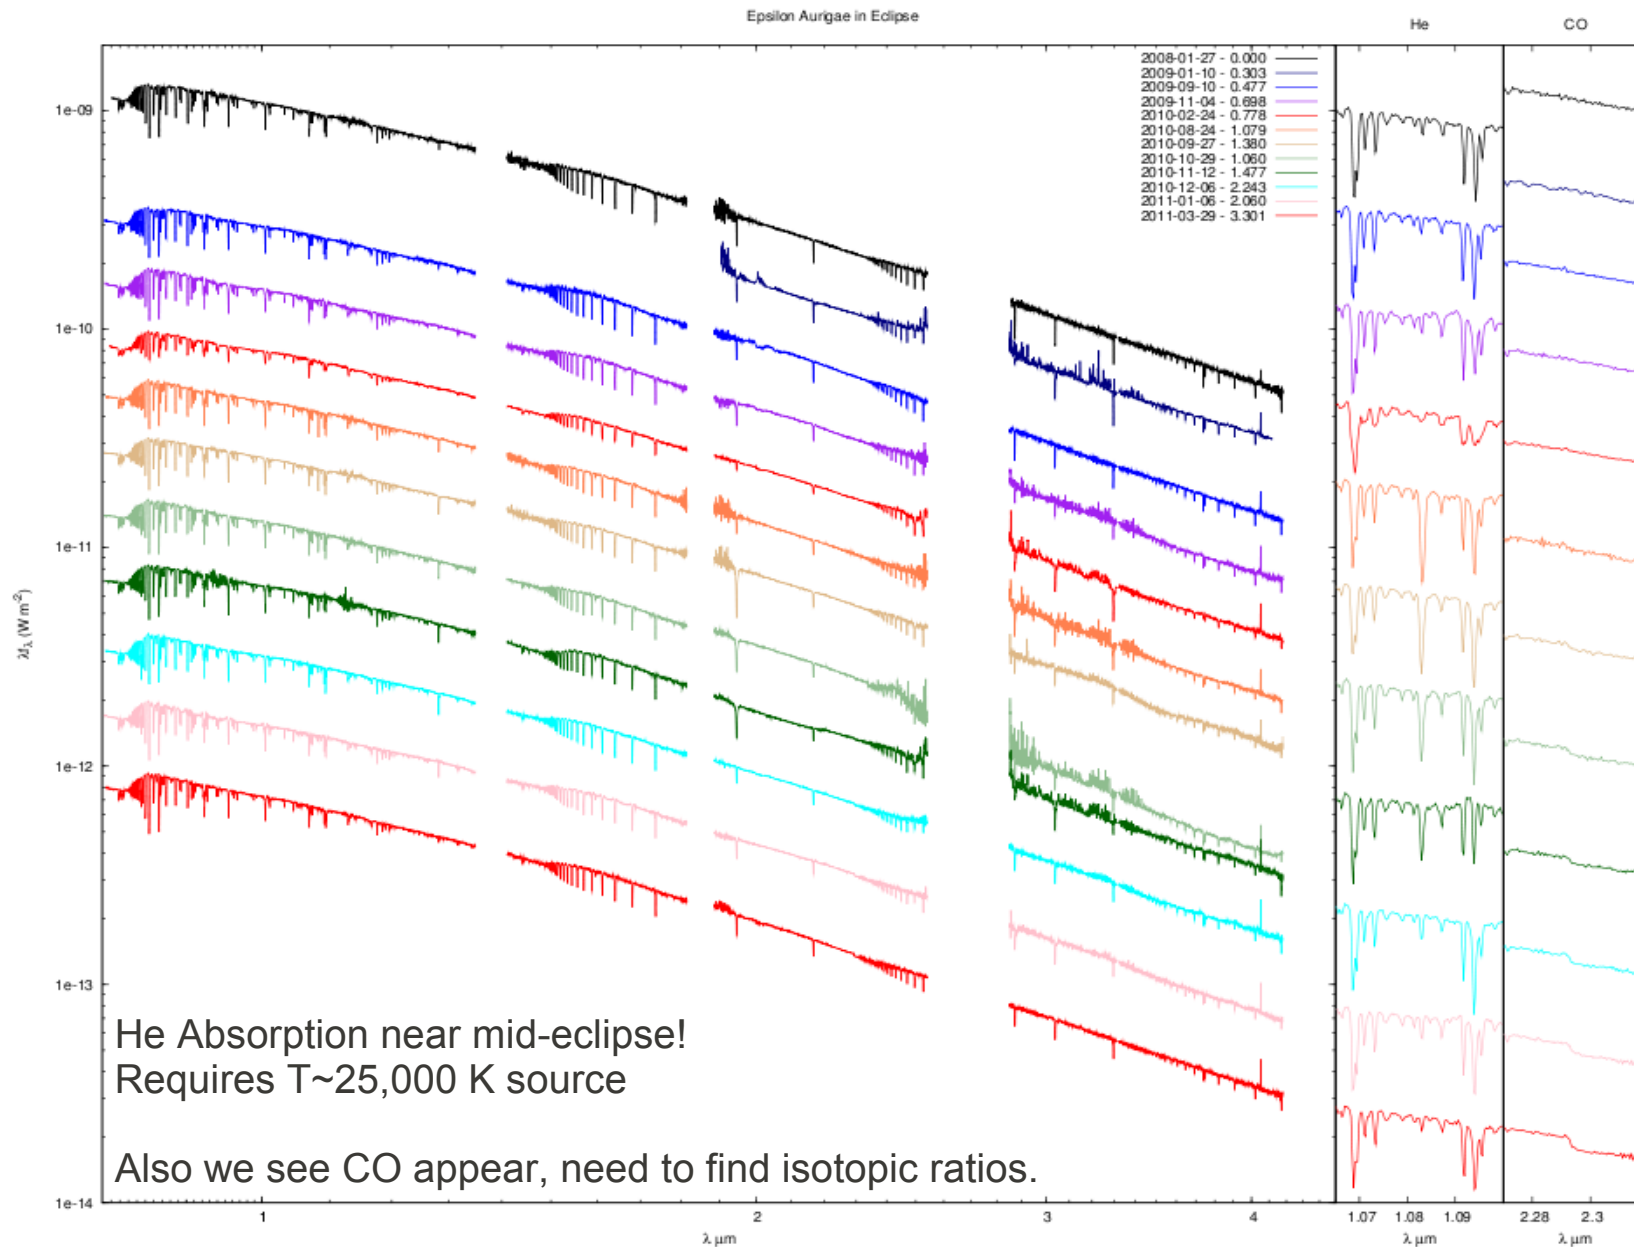 Epsilon Aurigae in Eclipse
He
CO
2008-01-27 - 0.000
2009-01-10 - 0.303
2009-09-10 - 0.477
2009-11-04 - 0.698
2010-02-24 - 0.778
2010-08-24 - 1.079
2010-09-27 - 1.380
2010-10-29 - 1.060
2010-11-12 - 1.477
2010-12-06 - 2.243
2011-01-06 - 2.060
2011-03-29 - 3.301
1e-09
1e-10
1e-11
1e-12
1e-13
1e-14
(W m⁻²)
He Absorption near mid-eclipse!
Requires T~25,000 K source
Also we see CO appear, need to find isotopic ratios.
1
2
3
4
1.07
1.08
1.09
2.28
2.3
λ μm
λ μm
λ μm